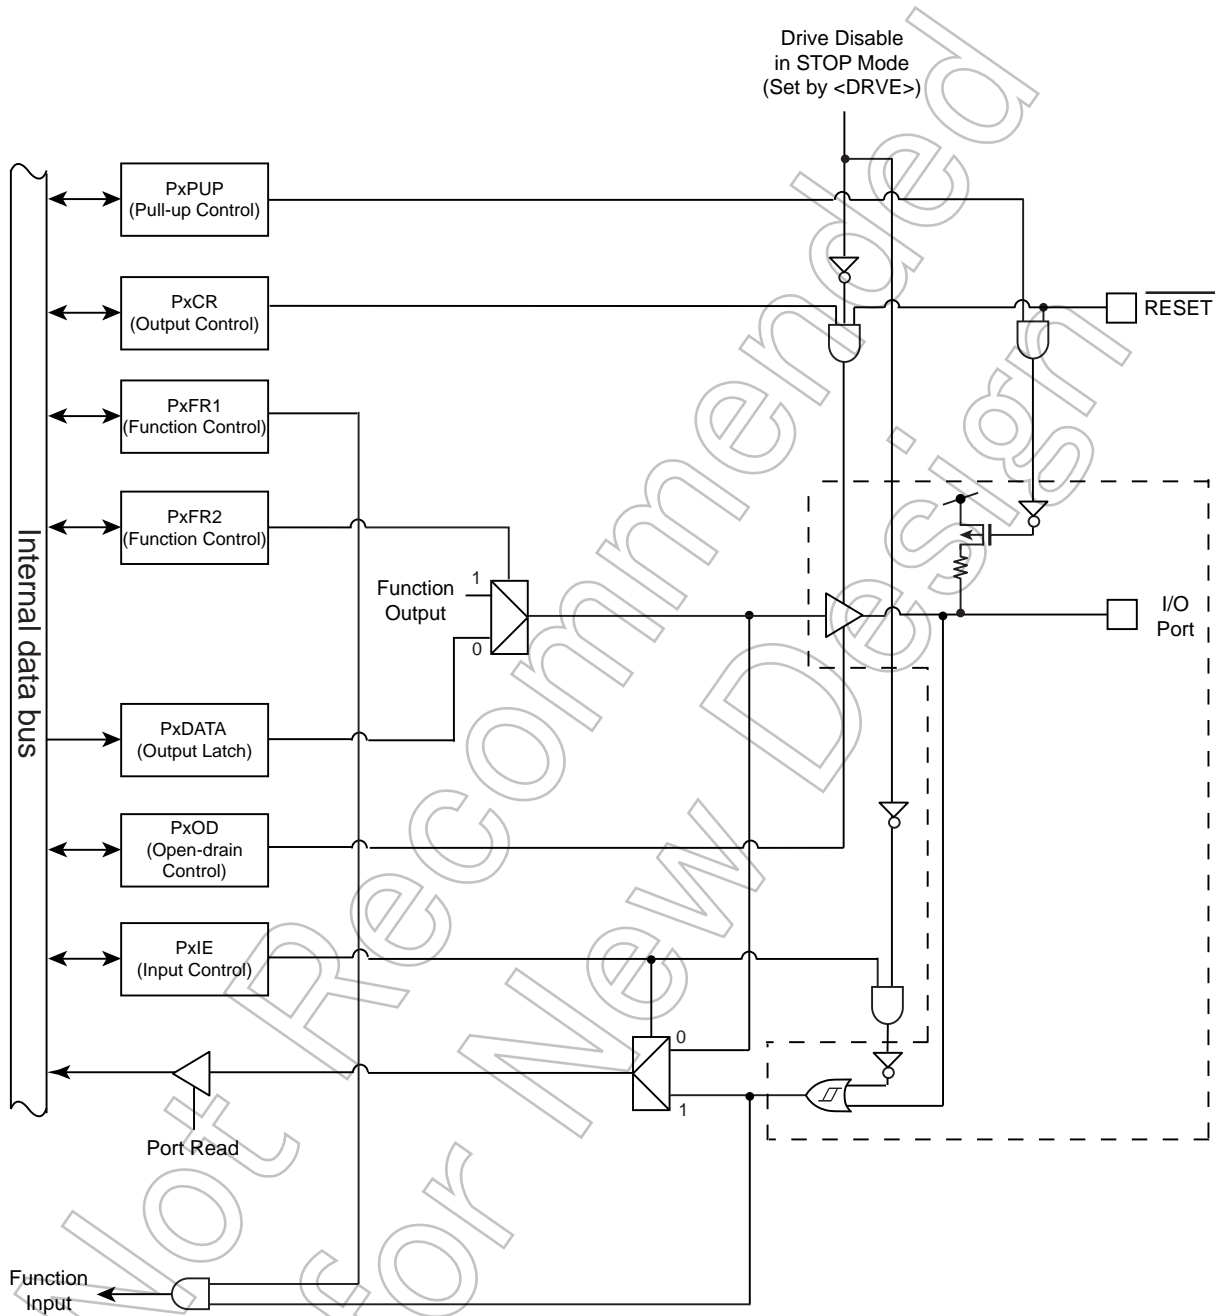 Drive Disable
in STOP Mode
(Set by <DRVE>)
PxPUP
(Pull-up Control)
PxCR
(Output Control)
RESET
PxFR1
(Function Control)
PxFR2
(Function Control)
Internal data bus
1
Function
Output
0
I/O
Port
PxDATA
(Output Latch)
PxOD
(Open-drain
Control)
PxIE
(Input Control)
0
1
Port Read
Function
Input
Not Recommended
for New Design